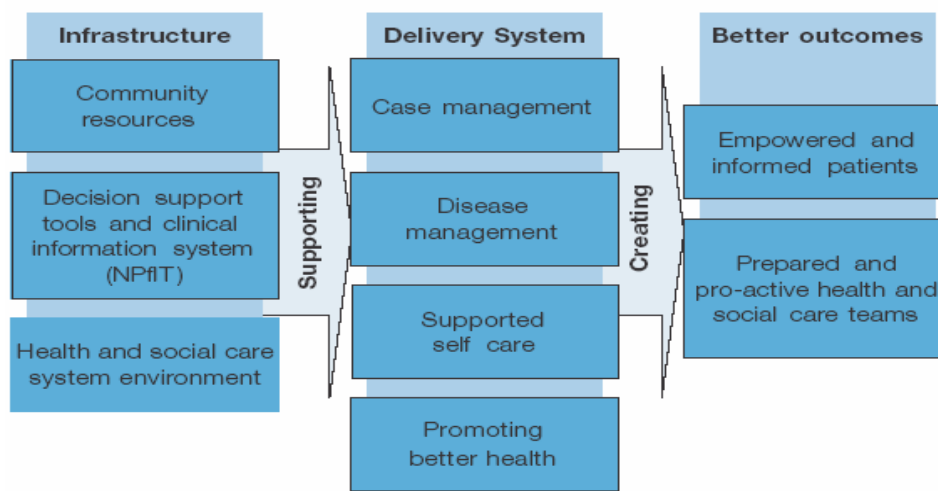 Infrastructure
Community
resources
Decision support
tools and clinical
information system
(NPfIT)
Health and social care
system environment
Supporting
Delivery System
Case management
Disease
management
Supported
self care
Promoting
better health
Creating
Better outcomes
Empowered and
informed patients
Prepared and
pro-active health and
social care teams